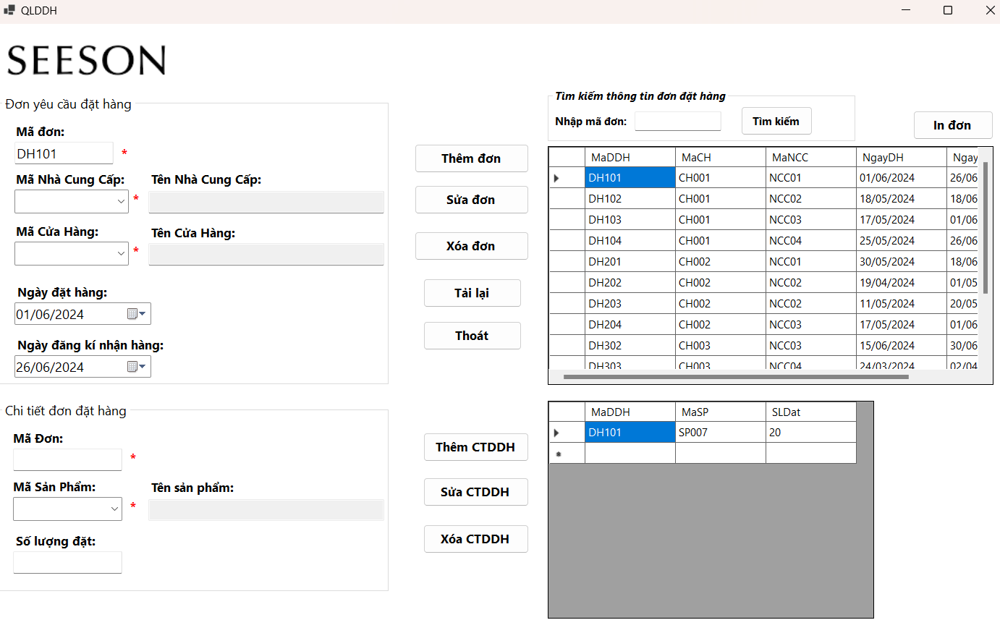 QLDDH
SEESON
Đơn yêu cầu đặt hàng
Mã đơn:
DH101 *
Mã Nhà Cung Cấp: Tên Nhà Cung Cấp:
*
Mã Cửa Hàng: Tên Cửa Hàng:
*
Ngày đặt hàng:
01/06/2024
Ngày đăng kí nhận hàng:
26/06/2024
Thêm đơn
Sửa đơn
Xóa đơn
Tải lại
Thoát
Tìm kiếm thông tin đơn đặt hàng
Nhập mã đơn: Tìm kiếm
In đơn
MaDDH MaCH MaNCC NgayDH Ngay
DH101 CH001 NCC01 01/06/2024 26/06
DH102 CH001 NCC02 18/05/2024 18/06
DH103 CH001 NCC03 17/05/2024 01/06
DH104 CH001 NCC04 25/05/2024 26/06
DH201 CH002 NCC01 30/05/2024 18/06
DH202 CH002 NCC02 19/04/2024 01/05
DH203 CH002 NCC02 11/05/2024 20/05
DH204 CH002 NCC03 17/05/2024 01/06
DH302 CH003 NCC03 15/06/2024 30/06
DH303 CH003 NCC04 24/03/2024 02/04
Chi tiết đơn đặt hàng
Mã Đơn:
*
Mã Sản Phẩm: Tên sản phẩm:
*
Số lượng đặt:
Thêm CTDDH
Sửa CTDDH
Xóa CTDDH
MaDDH MaSP SLDat
DH101 SP007 20